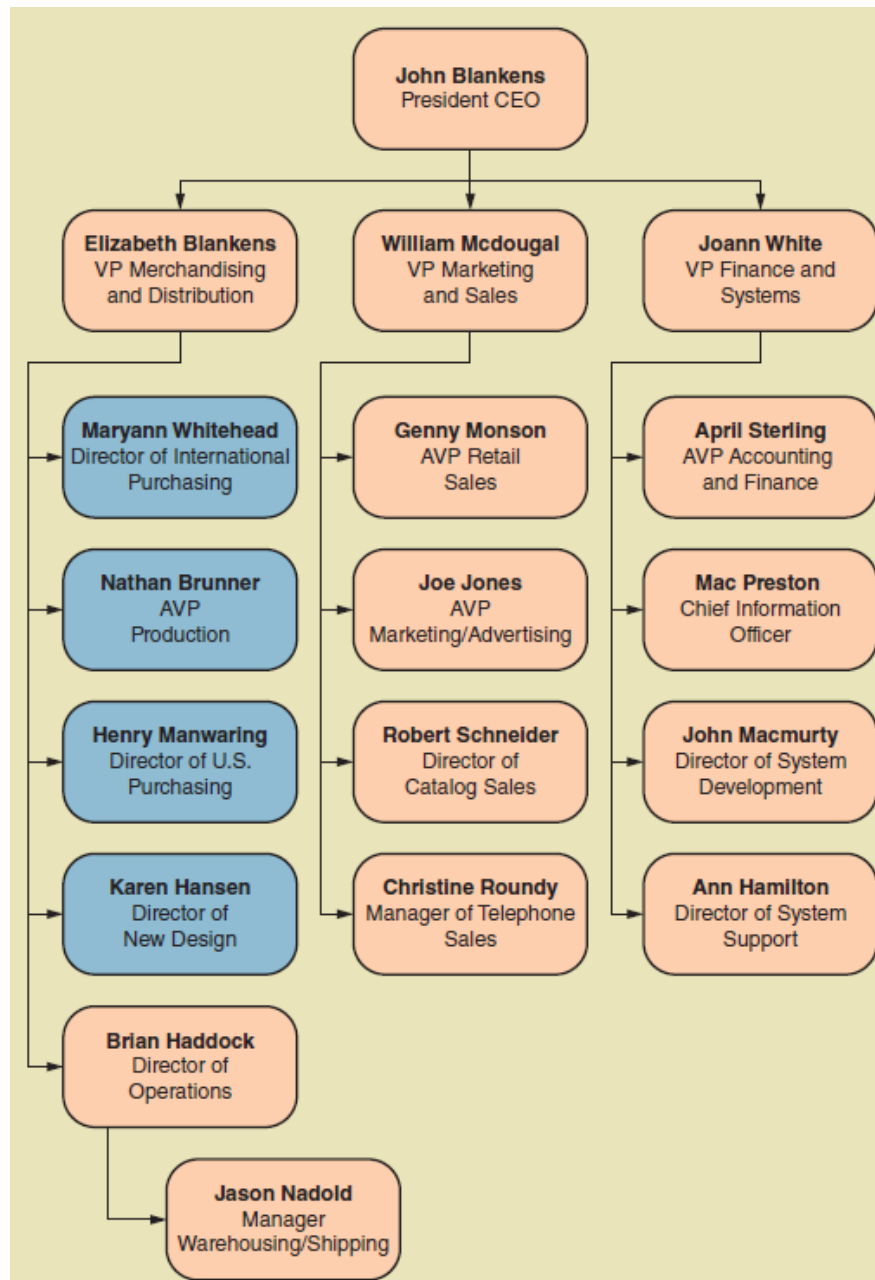 John Blankens
President CEO
Elizabeth Blankens
VP Merchandising
and Distribution
William Mcdougal
VP Marketing
and Sales
Joann White
VP Finance and
Systems
Maryann Whitehead
Director of International
Purchasing
Genny Monson
AVP Retail
Sales
April Sterling
AVP Accounting
and Finance
Nathan Brunner
AVP
Production
Joe Jones
AVP
Marketing/Advertising
Mac Preston
Chief Information
Officer
Henry Manwaring
Director of U.S.
Purchasing
Robert Schneider
Director of
Catalog Sales
John Macmurty
Director of System
Development
Karen Hansen
Director of
New Design
Christine Roundy
Manager of Telephone
Sales
Ann Hamilton
Director of System
Support
Brian Haddock
Director of
Operations
Jason Nadold
Manager
Warehousing/Shipping